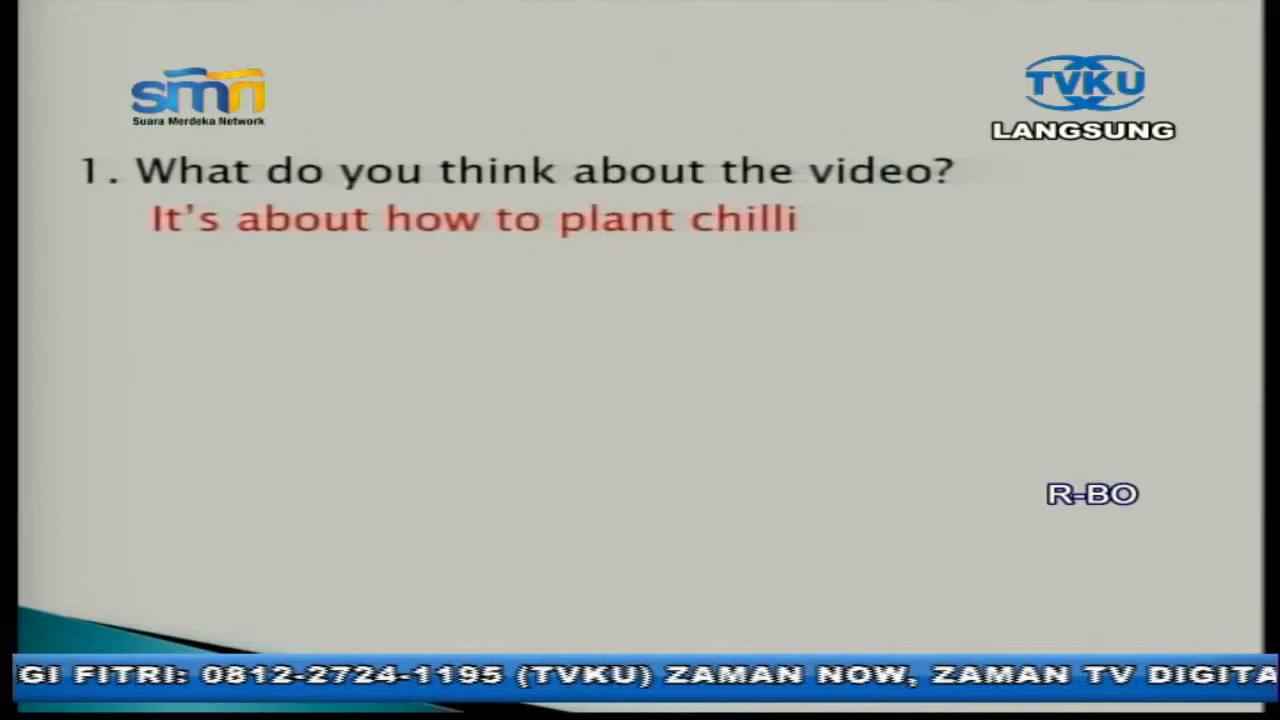 smn
Suara Merdeka Network
TVKU
LANGSUNG
1. What do you think about the video?
It's about how to plant chilli
R-BO
GI FITRI: 0812-2724-1195 (TVKU) ZAMAN NOW, ZAMAN TV DIGITA